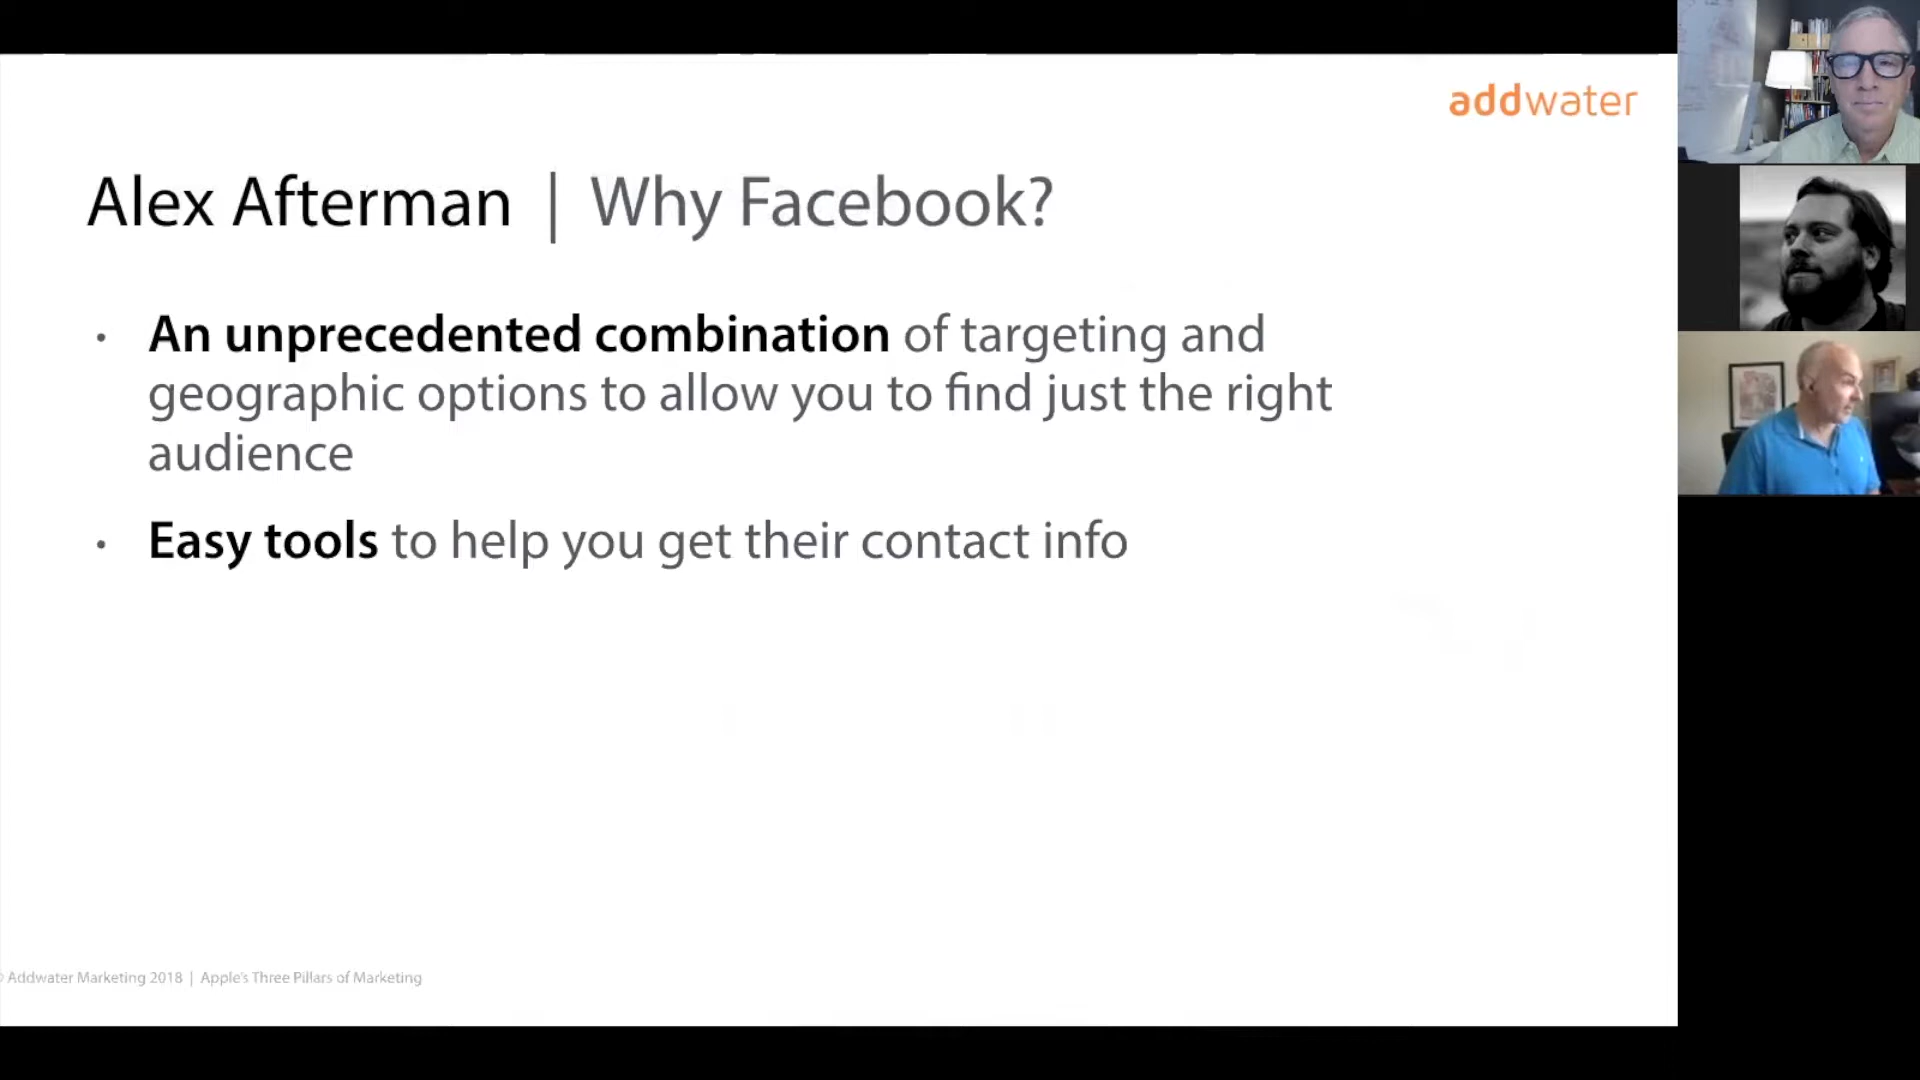 addwater
Alex Afterman | Why Facebook?
• An unprecedented combination of targeting and
geographic options to allow you to find just the right
audience
• Easy tools to help you get their contact info
© Addwater Marketing 2018 | Apple's Three Pillars of Marketing